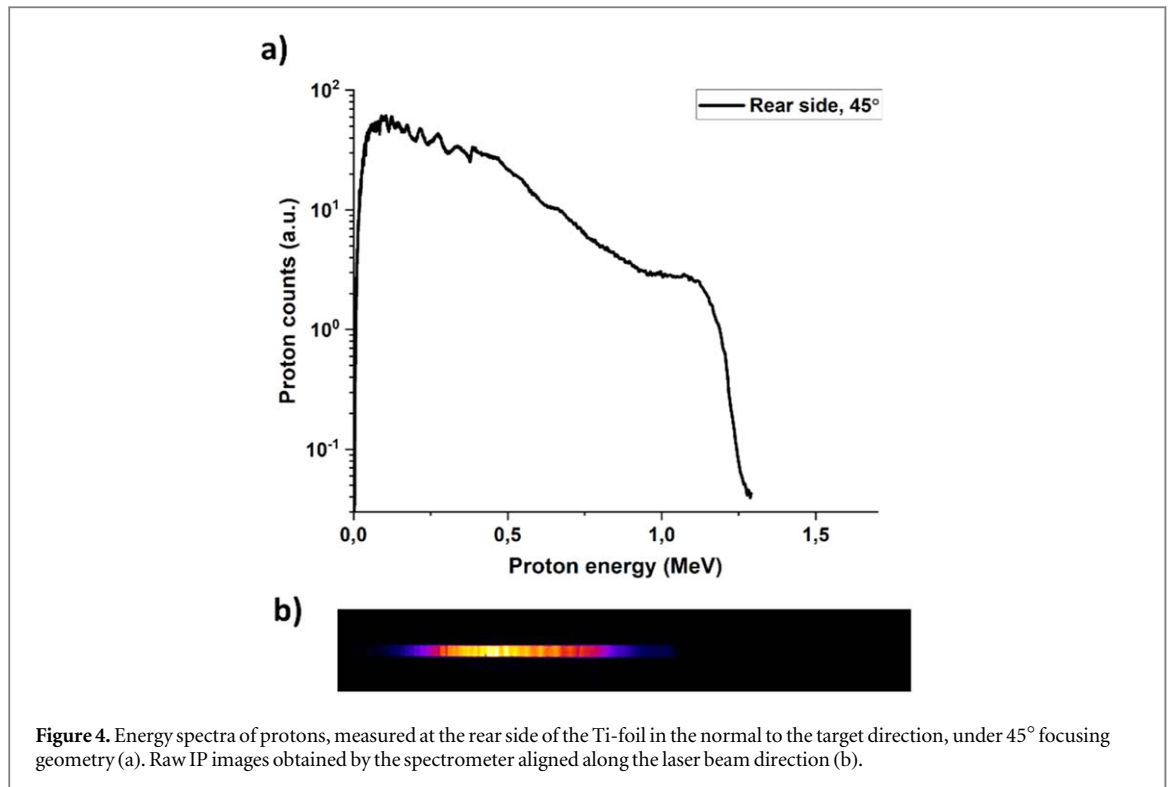 a)
10²
Rear side, 45°
10¹
10⁰
10⁻¹
Proton counts (a.u.)
0,0 0,5 1,0 1,5
Proton energy (MeV)
b)
Figure 4. Energy spectra of protons, measured at the rear side of the Ti-foil in the normal to the target direction, under 45° focusing
geometry (a). Raw IP images obtained by the spectrometer aligned along the laser beam direction (b).